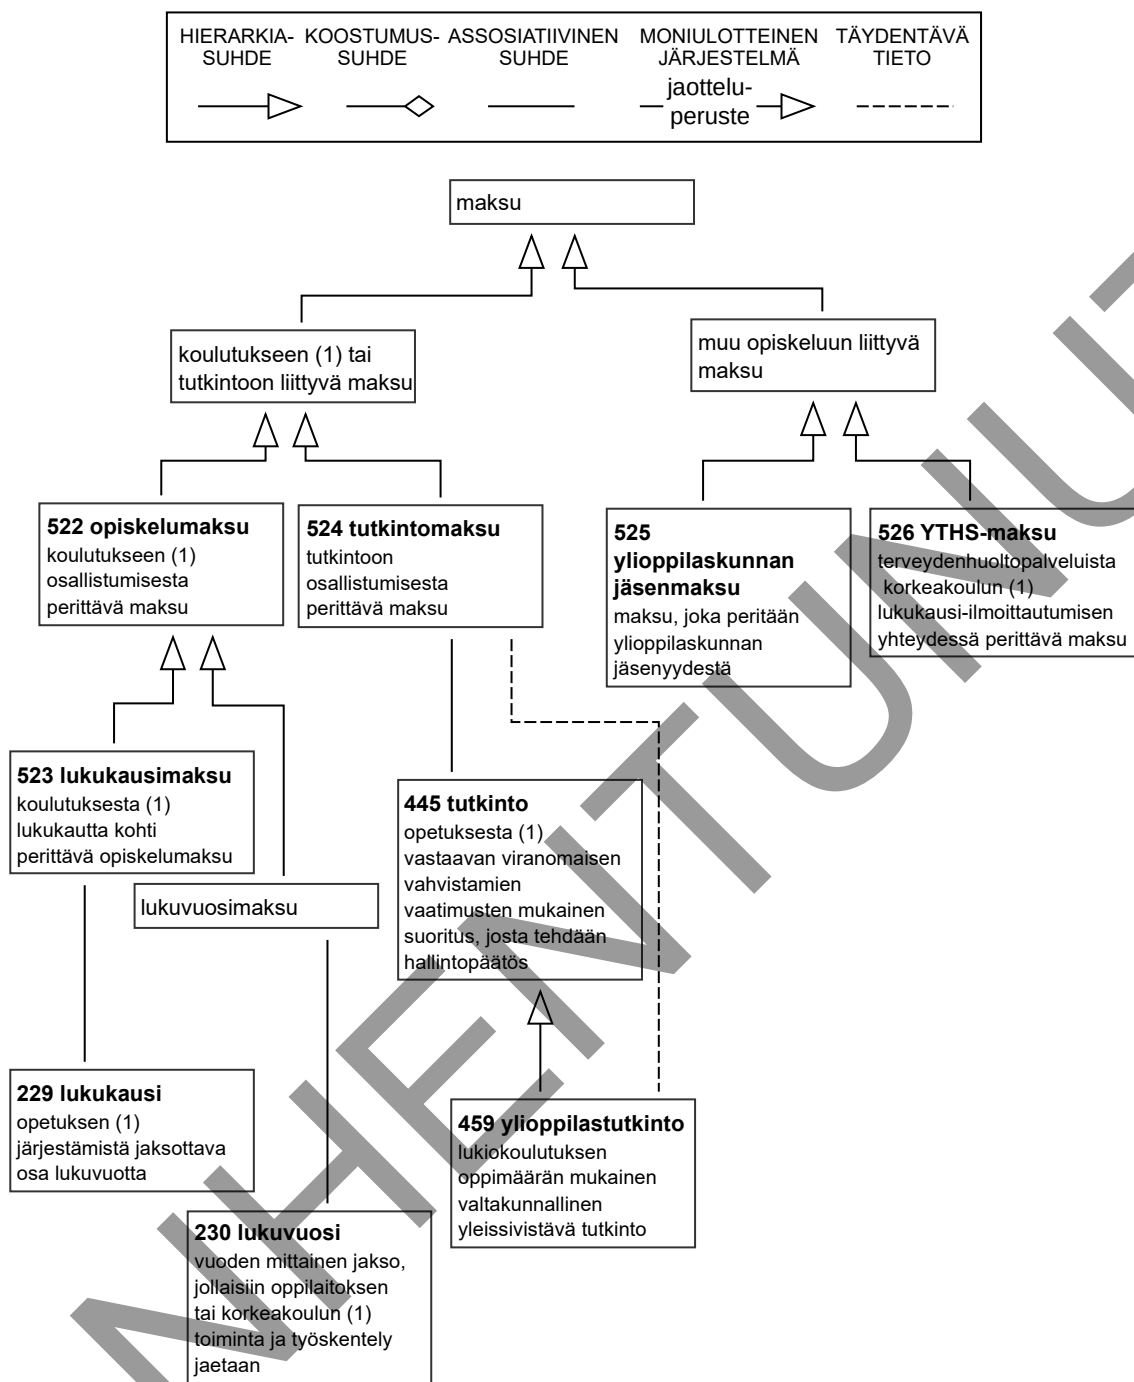 HIERARKIA-
SUHDE
KOOSTUMUS-
SUHDE
ASSOSIATIIVINEN
SUHDE
MONIULOTTEINEN
JÄRJESTELMÄ
TÄYDENTÄVÄ
TIETO
jaottelu-
peruste
maksu
koulutukseen (1) tai
tutkintoon liittyvä maksu
muu opiskeluun liittyvä
maksu
522 opiskelumaksu
koulutukseen (1)
osallistumisesta
perittävä maksu
524 tutkintomaksu
tutkintoon
osallistumisesta
perittävä maksu
525
ylioppilaskunnan
jäsenmaksu
maksu, joka peritään
ylioppilaskunnan
jäsenyydestä
526 YTHS-maksu
terveydenhuoltopalveluista
korkeakoulun (1)
lukukausi-ilmoittautumisen
yhteydessä perittävä maksu
523 lukukausimaksu
koulutuksesta (1)
lukukautta kohti
perittävä opiskelumaksu
lukuvuosimaksu
445 tutkinto
opetuksesta (1)
vastaavan viranomaisen
vahvistamien
vaatimusten mukainen
suoritus, josta tehdään
hallintopäätös
229 lukukausi
opetuksen (1)
järjestämistä jaksottava
osa lukuvuotta
459 ylioppilastutkinto
lukiokoulutuksen
oppimäärän mukainen
valtakunnallinen
yleissivistävä tutkinto
230 lukuvuosi
vuoden mittainen jakso,
jollaisiin oppilaitoksen
tai korkeakoulun (1)
toiminta ja työskentely
jaetaan
NHENTUNUT